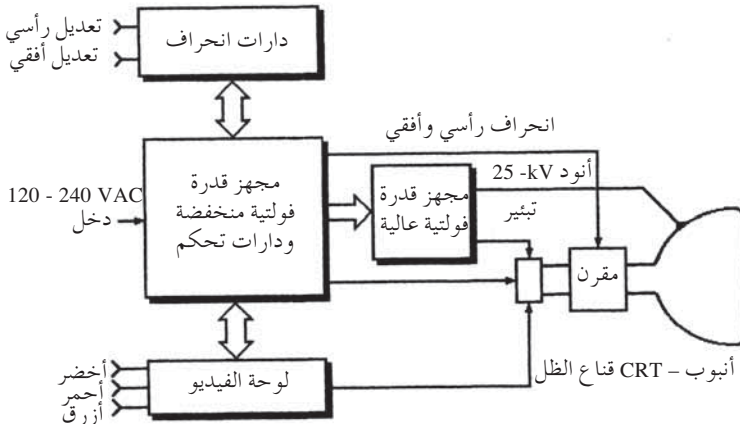 تعديل رأسي
تعديل أفقي
دارات انحراف
انحراف رأسي وأفقي
120 - 240 VAC
دخل
مجهز قدرة
فولتية منخفضة
ودارات تحكم
مجهز قدرة
فولتية عالية
أنود 25 -kV
تبئير
مقرن
أخضر
أحمر
أزرق
لوحة الفيديو
أنبوب – CRT قناع الظل